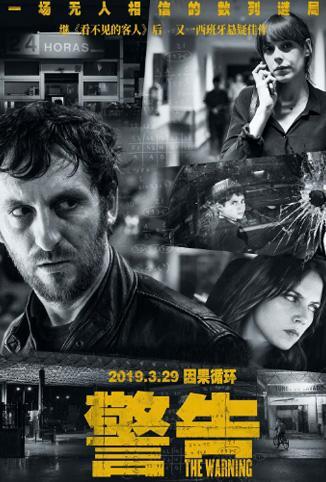 一场无人相信的数列谜局
继《看不见的客人》后，又一西班牙悬疑佳作
24 HORAS
2019.3.29 因果循环
警告
THE WARNING